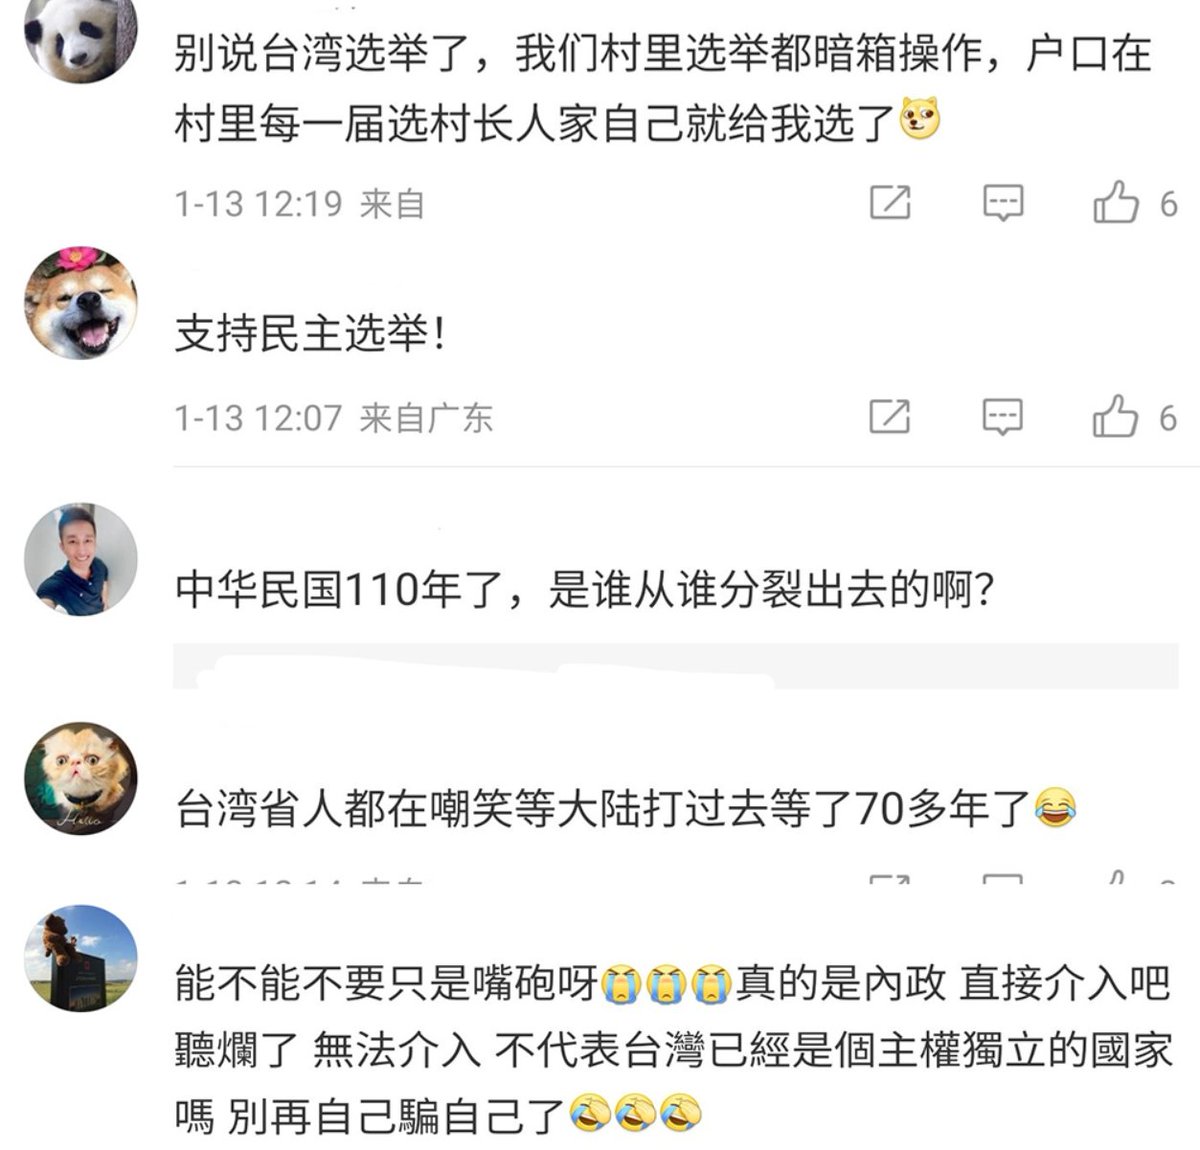 别说台湾选举了，我们村里选举都暗箱操作，户口在
村里每一届选村长人家自己就给我选了
1-13 12:19 来自
6
支持民主选举！
1-13 12:07 来自广东
6
中华民国110年了，是谁从谁分裂出去的啊？
Hello
台湾省人都在嘲笑等大陆打过去等了70多年了
能不能不要只是嘴砲呀真的是內政 直接介入吧
聽爛了 無法介入 不代表台灣已經是個主權獨立的國家
嗎 別再自己騙自己了